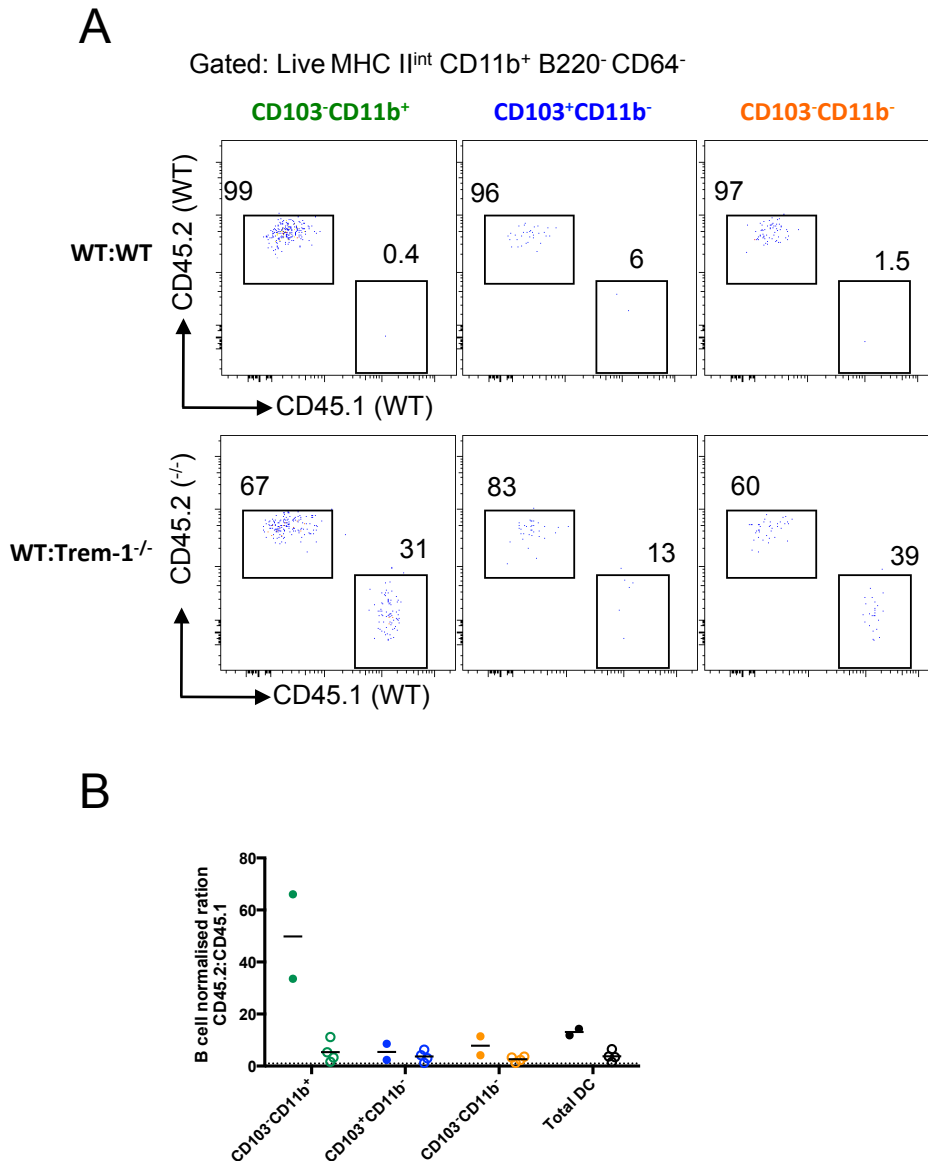 A
Gated: Live MHC IIint CD11b+ B220- CD64-
CD103-CD11b+ CD103+CD11b- CD103-CD11b-
WT:WT
CD45.2 (WT)
99
0.4
96
6
97
1.5
CD45.1 (WT)
WT:Trem-1-/-
CD45.2 (-/-)
67
31
83
13
60
39
CD45.1 (WT)
B
B cell normalised ration
CD45.2:CD45.1
80
60
40
20
0
CD103-CD11b+
CD103+CD11b-
CD103-CD11b-
Total DC